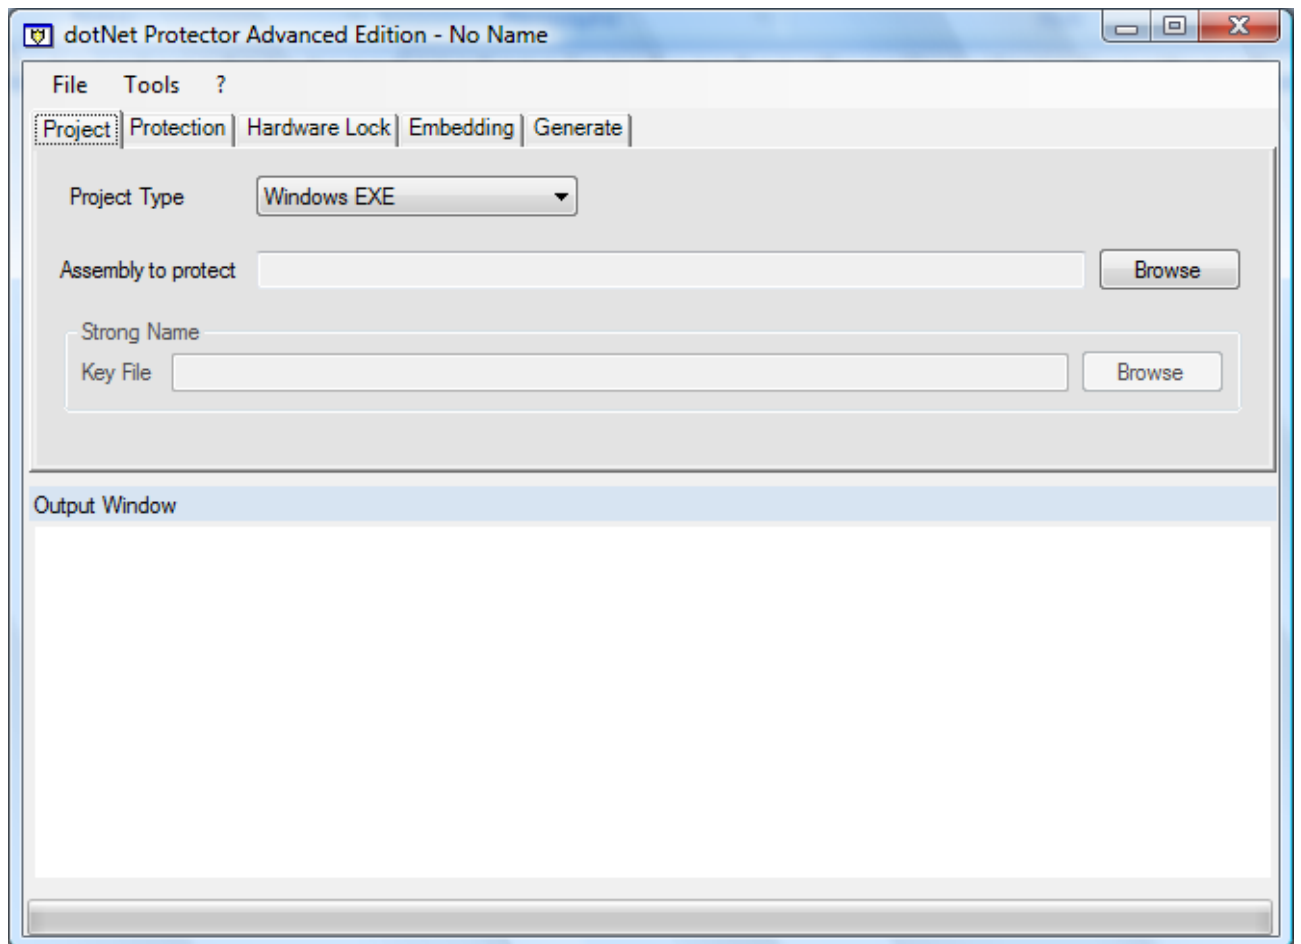 dotNet Protector Advanced Edition - No Name
File Tools ?
Project Protection Hardware Lock Embedding Generate
Project Type Windows EXE
Assembly to protect Browse
Strong Name
Key File Browse
Output Window